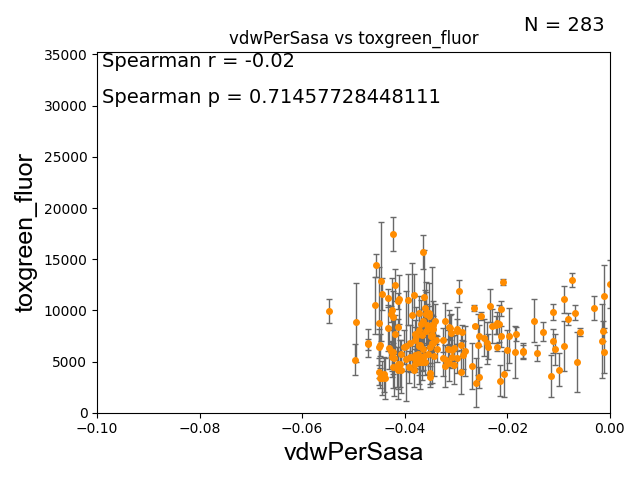 N = 283
vdwPerSasa vs toxgreen_fluor
Spearman r = -0.02
Spearman p = 0.71457728448111
toxgreen_fluor
35000
30000
25000
20000
15000
10000
5000
0
−0.10 −0.08 −0.06 −0.04 −0.02 0.00
vdwPerSasa